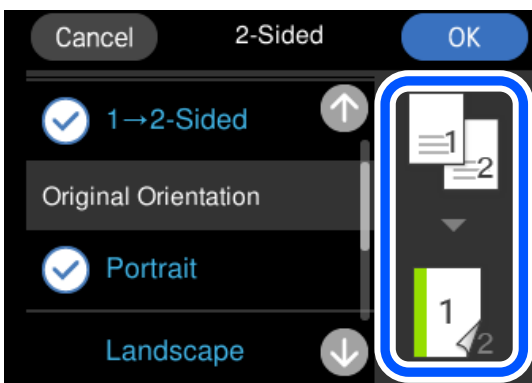 Cancel 2-Sided OK
1→2-Sided
Original Orientation
Portrait
Landscape
1
2
1
2